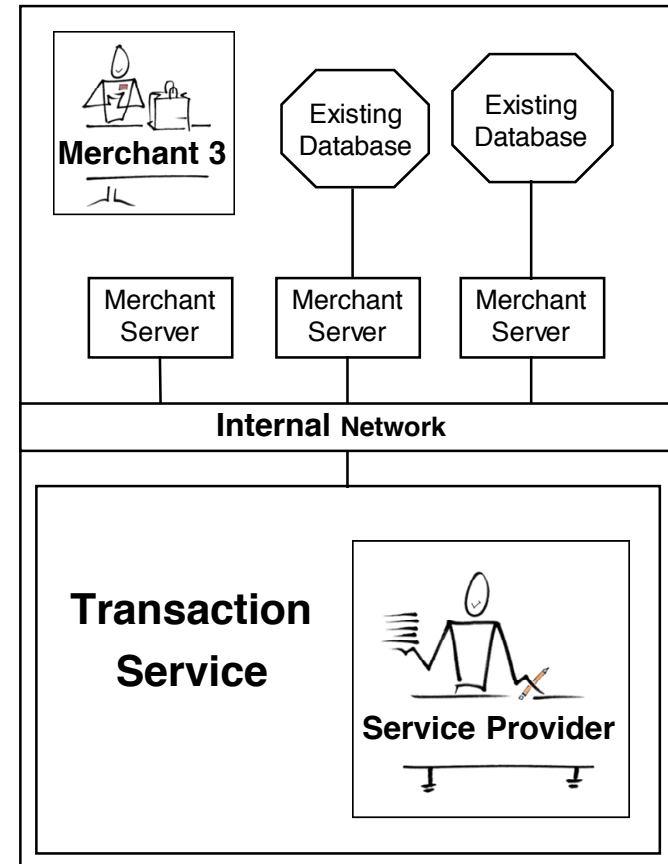 Merchant 3
Existing
Database
Existing
Database
Merchant
Server
Merchant
Server
Merchant
Server
Internal Network
Transaction
Service
Service Provider